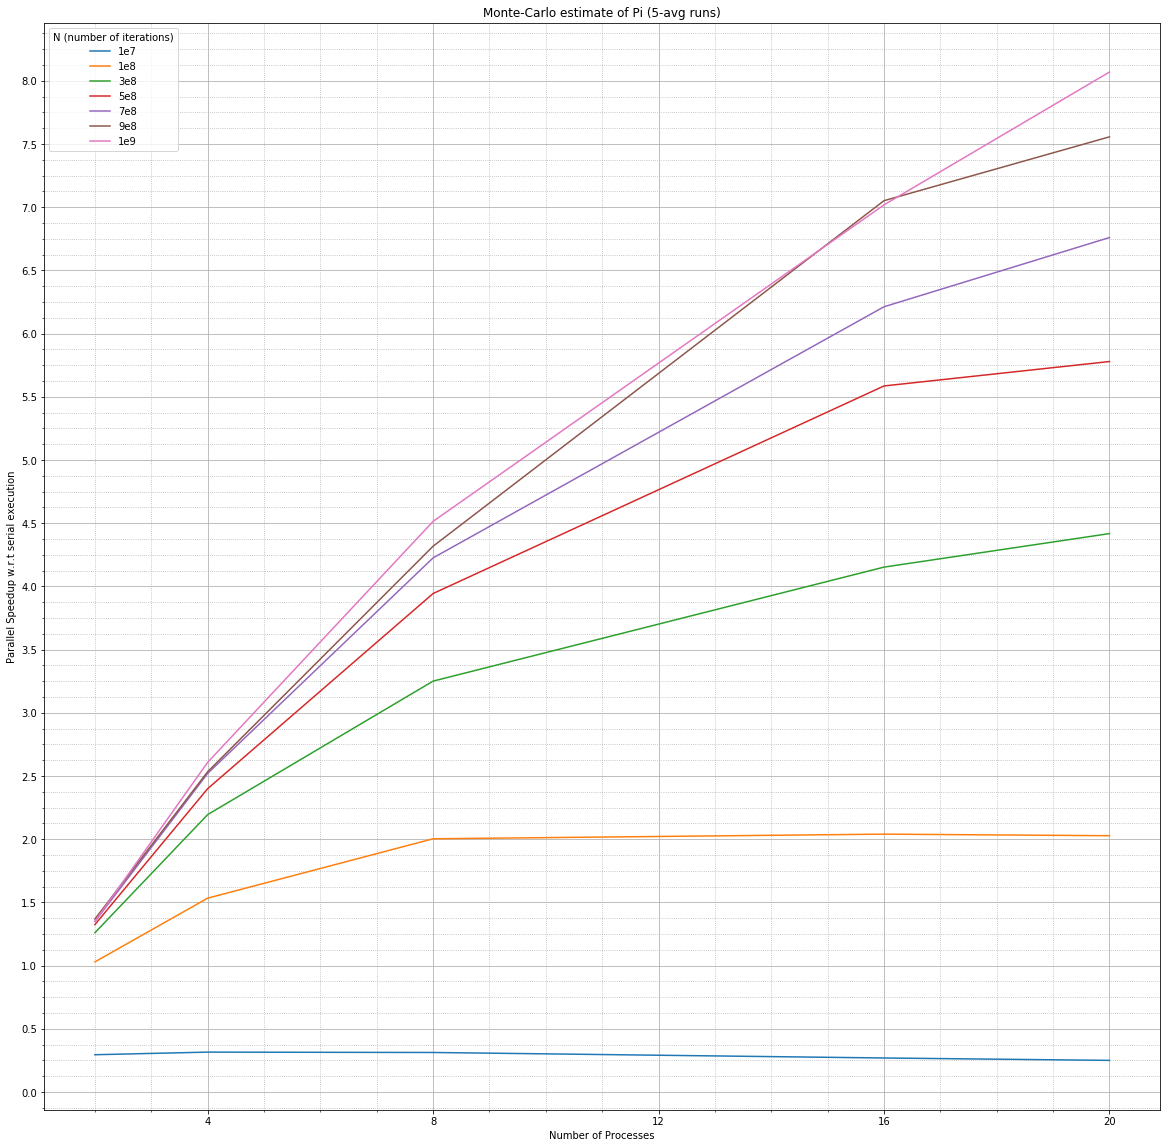 Monte-Carlo estimate of Pi (5-avg runs)
N (number of iterations)
1e7
1e8
3e8
5e8
7e8
9e8
1e9
Parallel Speedup w.r.t serial execution
8.0
7.5
7.0
6.5
6.0
5.5
5.0
4.5
4.0
3.5
3.0
2.5
2.0
1.5
1.0
0.5
0.0
4 8 12 16 20
Number of Processes